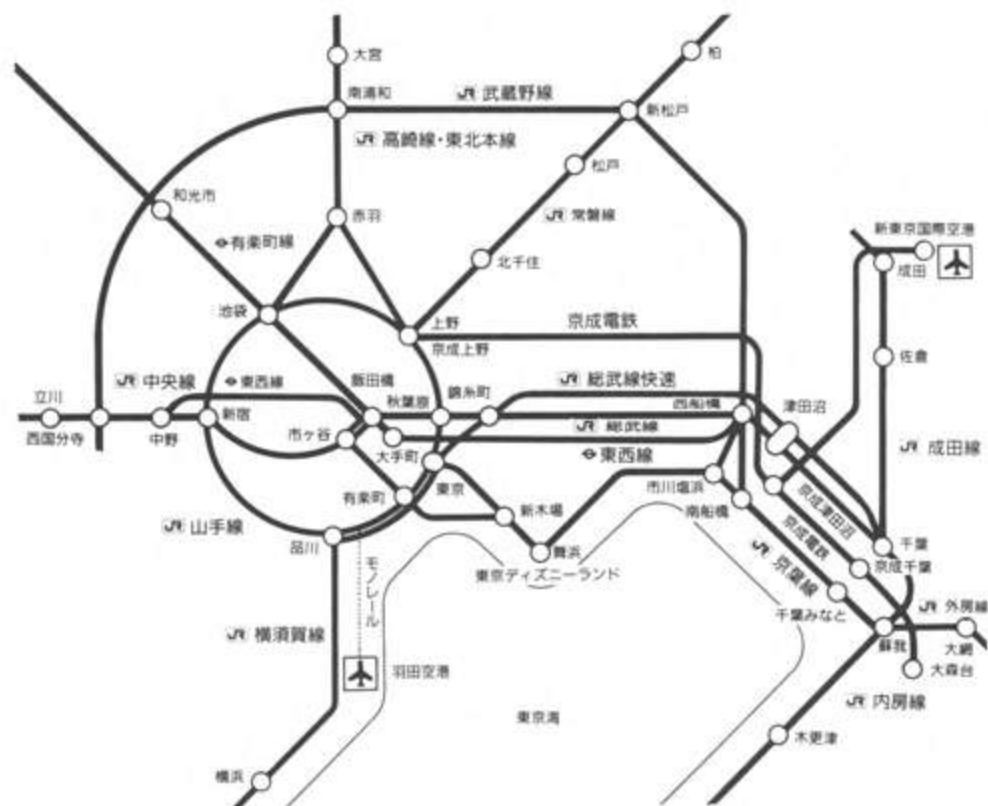 大宮
柏
南浦和
JR 武蔵野線
新松戸
JR 高崎線・東北本線
松戸
和光市
赤羽
JR 常磐線
新東京国際空港
有楽町線
北千住
成田
池袋
上野
京成電鉄
京成上野
佐倉
JR 中央線
東西線
飯田橋
JR 総武線快速
立川
秋葉原
錦糸町
西船橋
津田沼
新宿
JR 総武線
西国分寺
中野
市ヶ谷
JR 成田線
大手町
東西線
東京
市川塩浜
有楽町
新木場
南船橋
京成津田沼
JR 山手線
品川
舞浜
京成電鉄
千葉
東京ディズニーランド
JR 京葉線
京成千葉
モノレール
千葉みなと
JR 外房線
JR 横須賀線
蘇我
大網
羽田空港
大森台
JR 内房線
東京湾
木更津
横浜